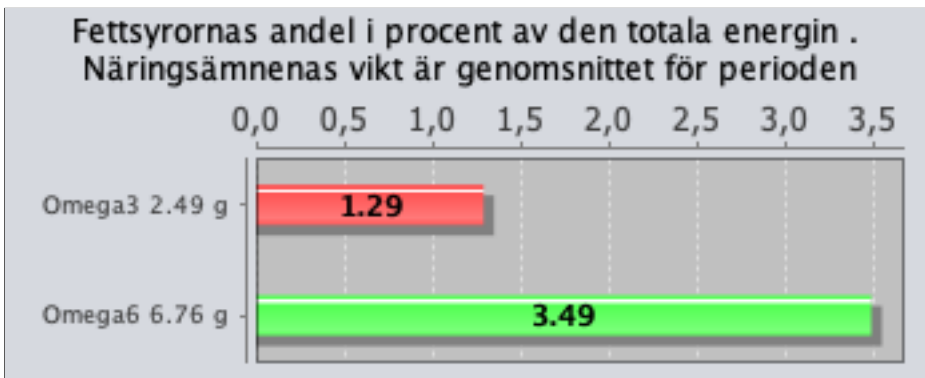 Fettsyrornas andel i procent av den totala energin .
Näringsämnenas vikt är genomsnittet för perioden
0,0 0,5 1,0 1,5 2,0 2,5 3,0 3,5
Omega3 2.49 g 1.29
Omega6 6.76 g 3.49